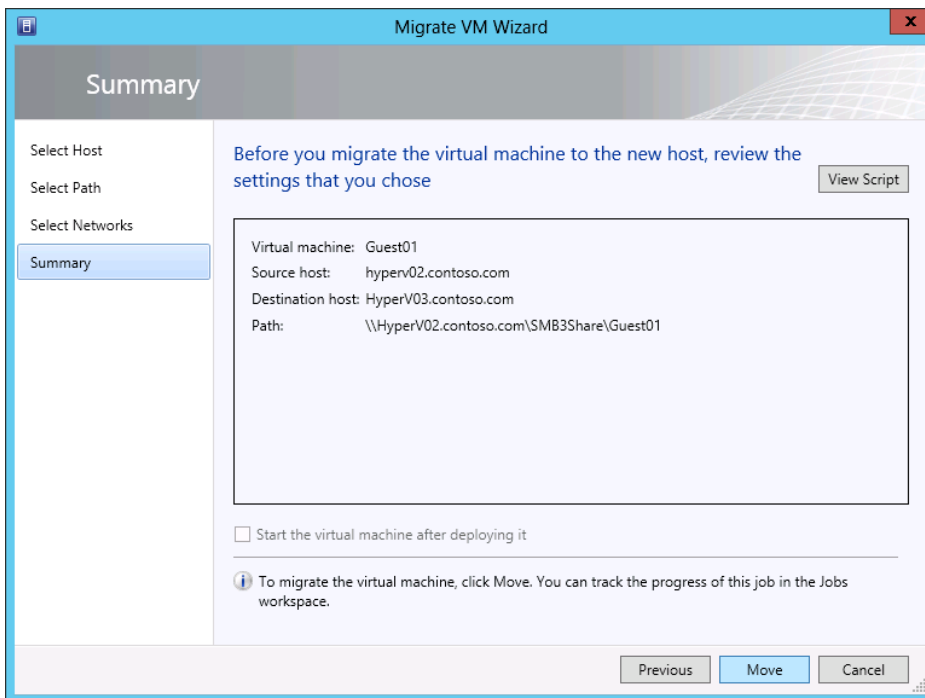 Migrate VM Wizard
x
Summary
Select Host
Select Path
Select Networks
Summary
Before you migrate the virtual machine to the new host, review the
settings that you chose
View Script
Virtual machine: Guest01
Source host: hyperv02.contoso.com
Destination host: HyperV03.contoso.com
Path: \\HyperV02.contoso.com\SMB3Share\Guest01
Start the virtual machine after deploying it
To migrate the virtual machine, click Move. You can track the progress of this job in the Jobs
workspace.
Previous
Move
Cancel